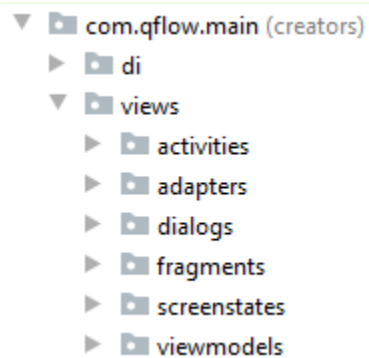 com.qflow.main (creators)
di
views
activities
adapters
dialogs
fragments
screenstates
viewmodels